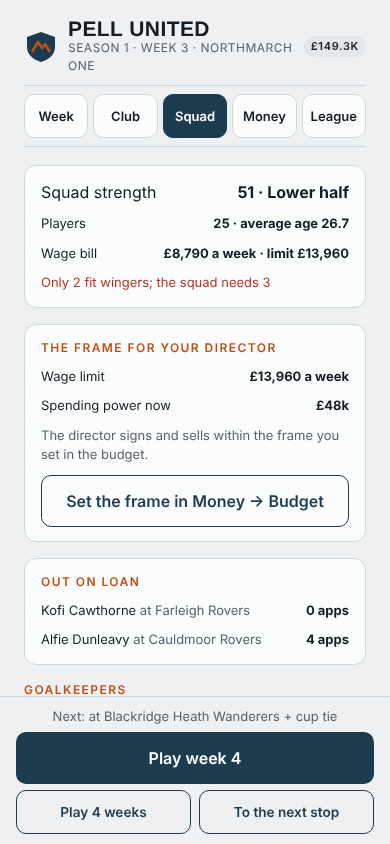 PELL UNITED
SEASON 1 · WEEK 3 · NORTHMARCH
ONE
£149.3K
Week
Club
Squad
Money
League
Squad strength
51 · Lower half
Players
25 · average age 26.7
Wage bill
£8,790 a week · limit £13,960
Only 2 fit wingers; the squad needs 3
THE FRAME FOR YOUR DIRECTOR
Wage limit
£13,960 a week
Spending power now
£48k
The director signs and sells within the frame you
set in the budget.
Set the frame in Money → Budget
OUT ON LOAN
Kofi Cawthorne at Farleigh Rovers
0 apps
Alfie Dunleavy at Cauldmoor Rovers
4 apps
GOALKEEPERS
Next: at Blackridge Heath Wanderers + cup tie
Play week 4
Play 4 weeks
To the next stop